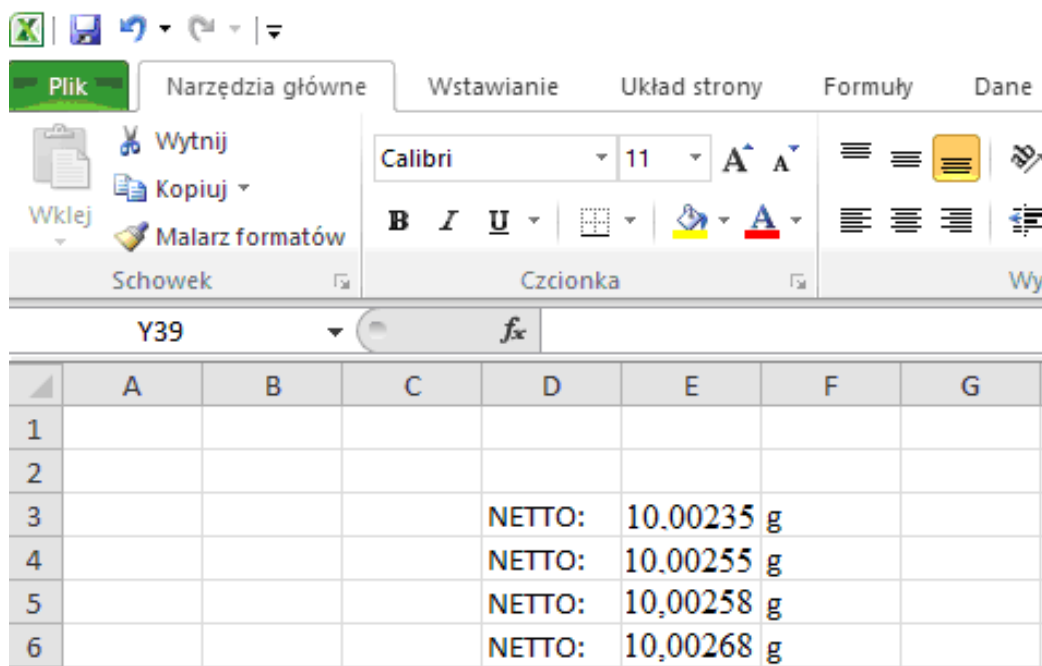 Plik Narzędzia główne Wstawianie Układ strony Formuły Dane
Wytnij
Kopiuj
Wklej
Malarz formatów
Calibri 11 A A
B I U A
Schowek Czcionka Wy
Y39 fx
A B C D E F G
1
2
3 NETTO: 10,00235 g
4 NETTO: 10,00255 g
5 NETTO: 10,00258 g
6 NETTO: 10,00268 g